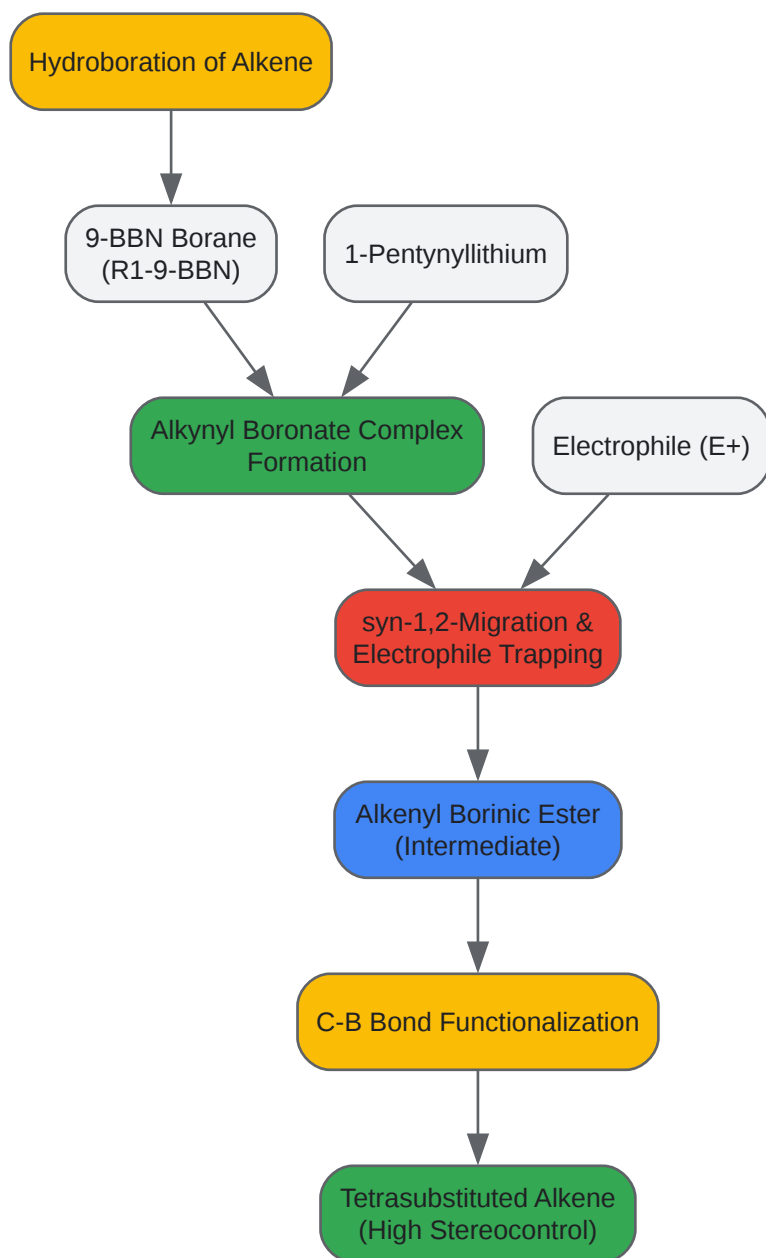 Hydroboration of Alkene
9-BBN Borane
(R1-9-BBN)
1-Pentynyllithium
Alkynyl Boronate Complex
Formation
Electrophile (E+)
syn-1,2-Migration &
Electrophile Trapping
Alkenyl Borinic Ester
(Intermediate)
C-B Bond Functionalization
Tetrasubstituted Alkene
(High Stereocontrol)